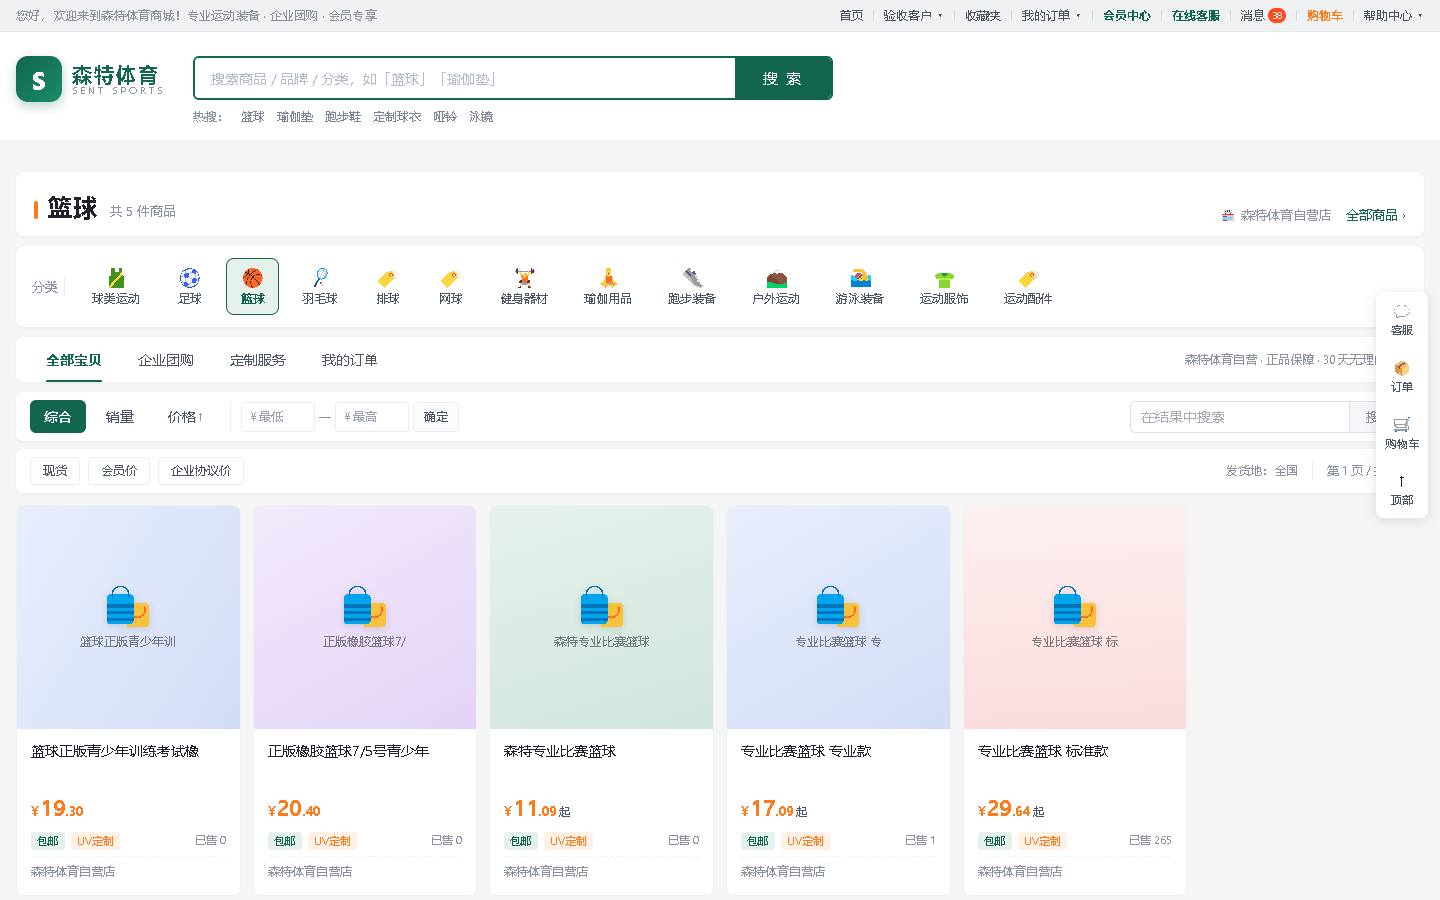 您好，欢迎来到森特体育商城！专业运动装备 · 企业团购 · 会员专享
首页 验收客户 收藏夹 我的订单 会员中心 在线客服 消息 38 购物车 帮助中心
S 森特体育
SENT SPORTS
搜索商品 / 品牌 / 分类，如「篮球」「瑜伽垫」 搜 索
热搜： 篮球 瑜伽垫 跑步鞋 定制球衣 哑铃 泳镜
篮球 共 5 件商品
森特体育自营店 全部商品 ›
分类 球类运动 足球 篮球 羽毛球 排球 网球 健身器材 瑜伽用品 跑步装备 户外运动 游泳装备 运动服饰 运动配件
全部宝贝 企业团购 定制服务 我的订单
森特体育自营 · 正品保障 · 30天无理
综合 销量 价格↑ ¥ 最低 — ¥ 最高 确定
在结果中搜索 搜
现货 会员价 企业协议价
发货地：全国 第 1 页 /
客服
订单
购物车
↑
顶部
篮球正版青少年训
正版橡胶篮球7/
森特专业比赛篮球
专业比赛篮球 专
专业比赛篮球 标
篮球正版青少年训练考试橡
正版橡胶篮球7/5号青少年
森特专业比赛篮球
专业比赛篮球 专业款
专业比赛篮球 标准款
¥19.30
¥20.40
¥11.09起
¥17.09起
¥29.64起
包邮 UV定制 已售 0
包邮 UV定制 已售 0
包邮 UV定制 已售 0
包邮 UV定制 已售 1
包邮 UV定制 已售 265
森特体育自营店
森特体育自营店
森特体育自营店
森特体育自营店
森特体育自营店